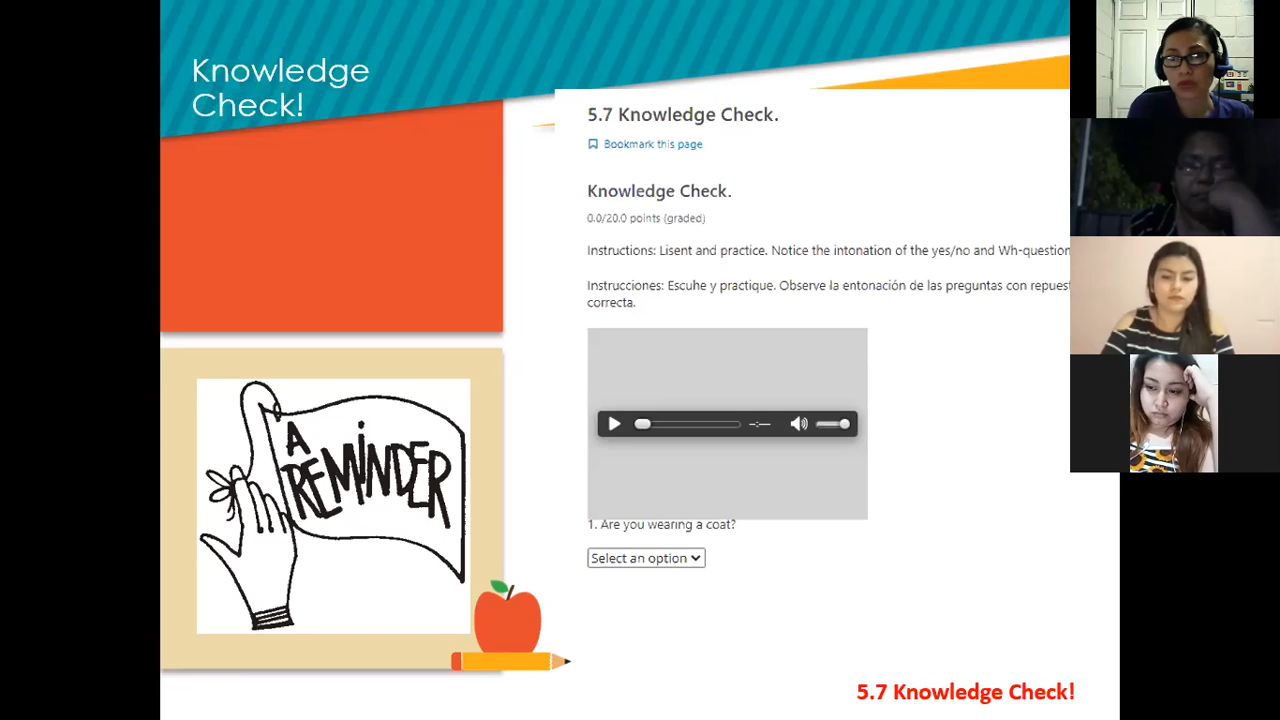 Knowledge
Check!
5.7 Knowledge Check.
Bookmark this page
Knowledge Check.
0.0/20.0 points (graded)
Instructions: Lisent and practice. Notice the intonation of the yes/no and Wh-question
Instrucciones: Escuhe y practique. Observe la entonación de las preguntas con repues
correcta.
--:--
1. Are you wearing a coat?
Select an option
A
REMINDER
5.7 Knowledge Check!